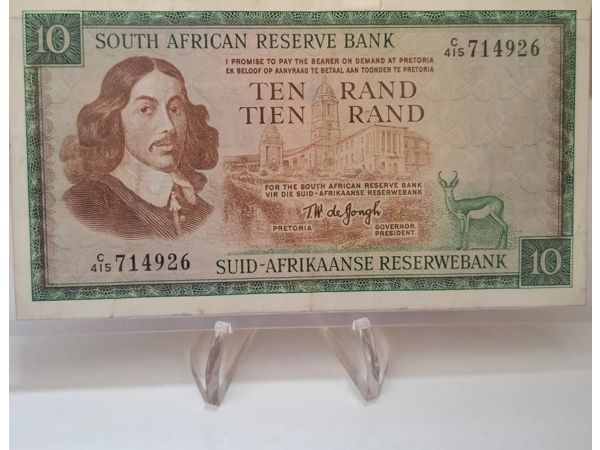 10
SOUTH AFRICAN RESERVE BANK
C/415 714926
I PROMISE TO PAY THE BEARER ON DEMAND AT PRETORIA
EK BELOOF OP AANVRAAG TE BETAAL AAN TOONDER TE PRETORIA
TEN RAND
TIEN RAND
FOR THE SOUTH AFRICAN RESERVE BANK
VIR DIE SUID-AFRIKAANSE RESERWEBANK
T.W. de Jongh
PRETORIA
GOVERNOR.
PRESIDENT.
C/415 714926
SUID-AFRIKAANSE RESERWEBANK
10